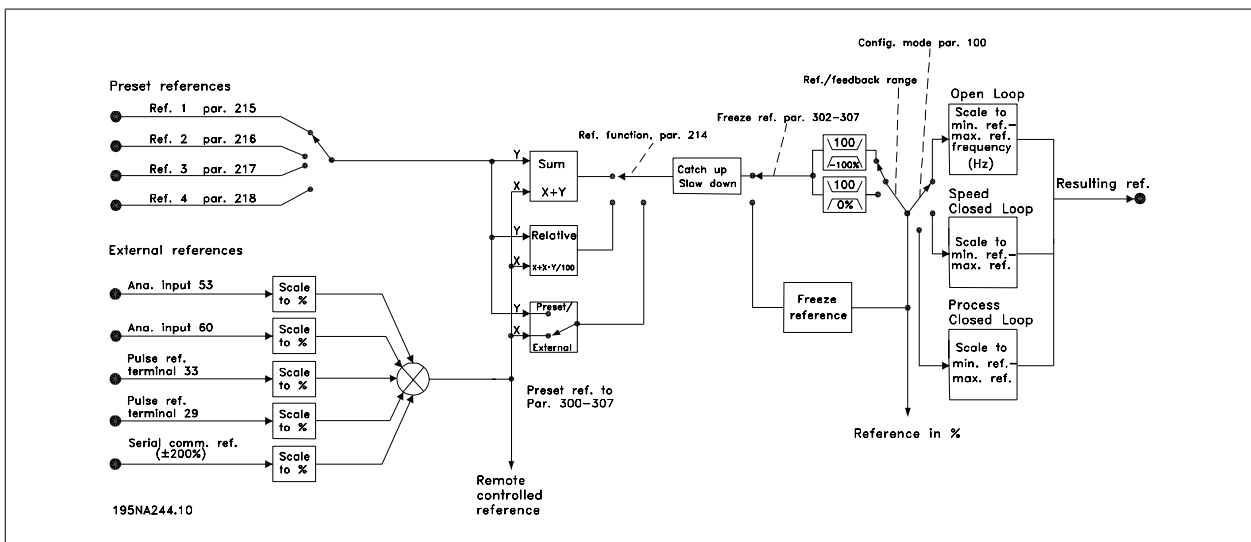 Config. mode par. 100
Ref./feedback range
Preset references
Open Loop
Ref. 1 par. 215
Ref. 2 par. 216
Ref. 3 par. 217
Ref. 4 par. 218
Ref. function, par. 214
Freeze ref. par. 302-307
Y
Sum
X
X+Y
Catch up
Slow down
100
-100%
100
0%
Scale to
min. ref.-
max. ref.
frequency
(Hz)
Resulting ref.
Speed
Closed Loop
Scale to
min. ref.-
max. ref.
Y
Relative
X
X+X·Y/100
External references
Ana. input 53
Scale
to %
Ana. input 60
Scale
to %
Pulse ref.
terminal 33
Scale
to %
Pulse ref.
terminal 29
Scale
to %
Serial comm. ref.
(±200%)
Scale
to %
Y
Preset/
X
External
Freeze
reference
Process
Closed Loop
Scale to
min. ref.-
max. ref.
Preset ref. to
Par. 300-307
Reference in %
Remote
controlled
reference
195NA244.10